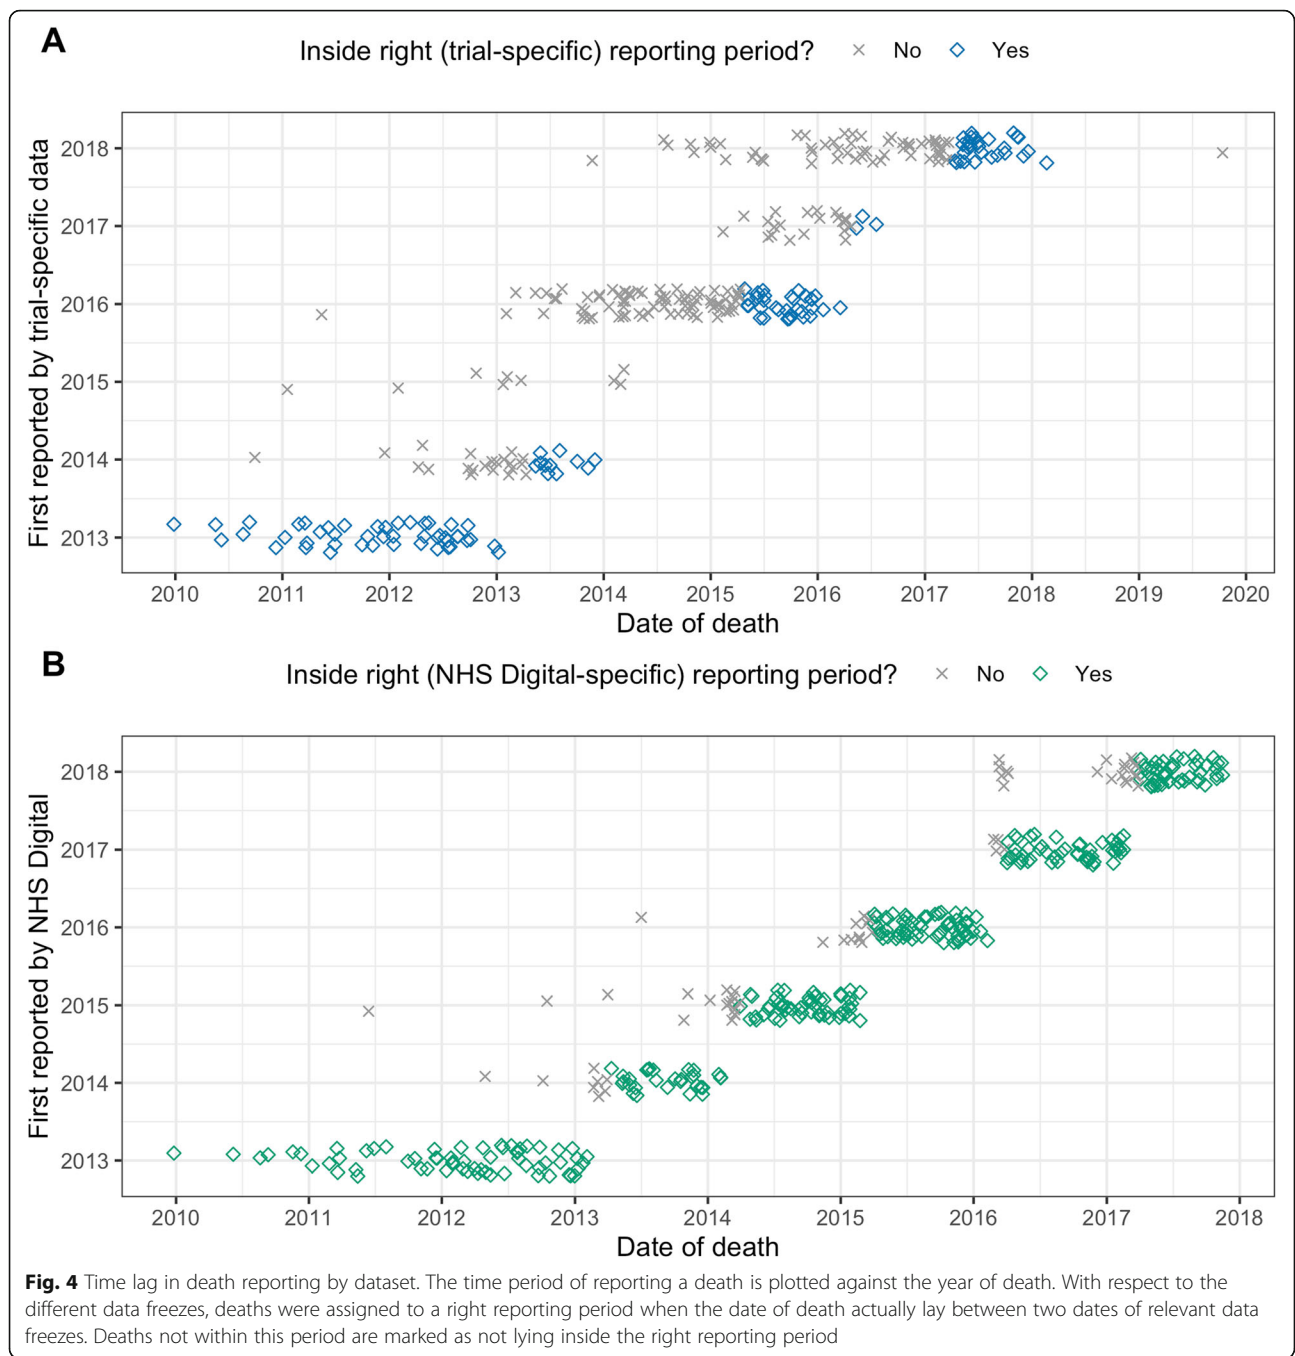 A
Inside right (trial-specific) reporting period? No Yes
First reported by trial-specific data
2018
2017
2016
2015
2014
2013
2010 2011 2012 2013 2014 2015 2016 2017 2018 2019 2020
Date of death
B
Inside right (NHS Digital-specific) reporting period? No Yes
First reported by NHS Digital
2018
2017
2016
2015
2014
2013
2010 2011 2012 2013 2014 2015 2016 2017 2018
Date of death
Fig. 4 Time lag in death reporting by dataset. The time period of reporting a death is plotted against the year of death. With respect to the
different data freezes, deaths were assigned to a right reporting period when the date of death actually lay between two dates of relevant data
freezes. Deaths not within this period are marked as not lying inside the right reporting period